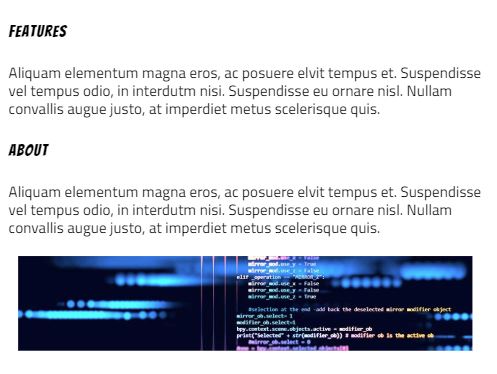 FEATURES
Aliquam elementum magna eros, ac posuere elvit tempus et. Suspendisse
vel tempus odio, in interdutm nisi. Suspendisse eu ornare nisl. Nullam
convallis augue justo, at imperdiet metus scelerisque quis.
ABOUT
Aliquam elementum magna eros, ac posuere elvit tempus et. Suspendisse
vel tempus odio, in interdutm nisi. Suspendisse eu ornare nisl. Nullam
convallis augue justo, at imperdiet metus scelerisque quis.
mirror_mod.use_x = False
mirror_mod.use_y = True
mirror_mod.use_z = False
elif _operation == "MIRROR_Z":
mirror_mod.use_x = False
mirror_mod.use_y = False
mirror_mod.use_z = True
#selection at the end -add back the deselected mirror modifier object
mirror_ob.select= 1
modifier_ob.select=1
bpy.context.scene.objects.active = modifier_ob
print("Selected" + str(modifier_ob)) # modifier ob is the active ob
#mirror_ob.select = 0